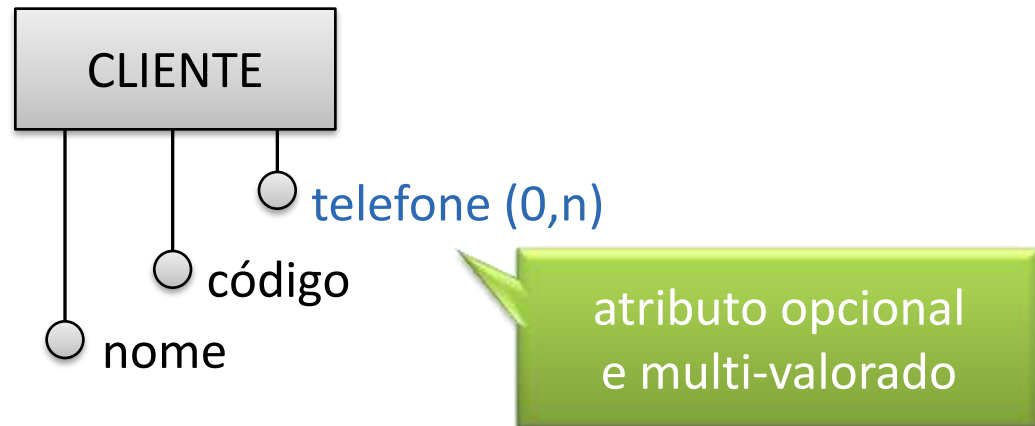 CLIENTE
telefone (0,n)
código
nome
atributo opcional
e multi-valorado